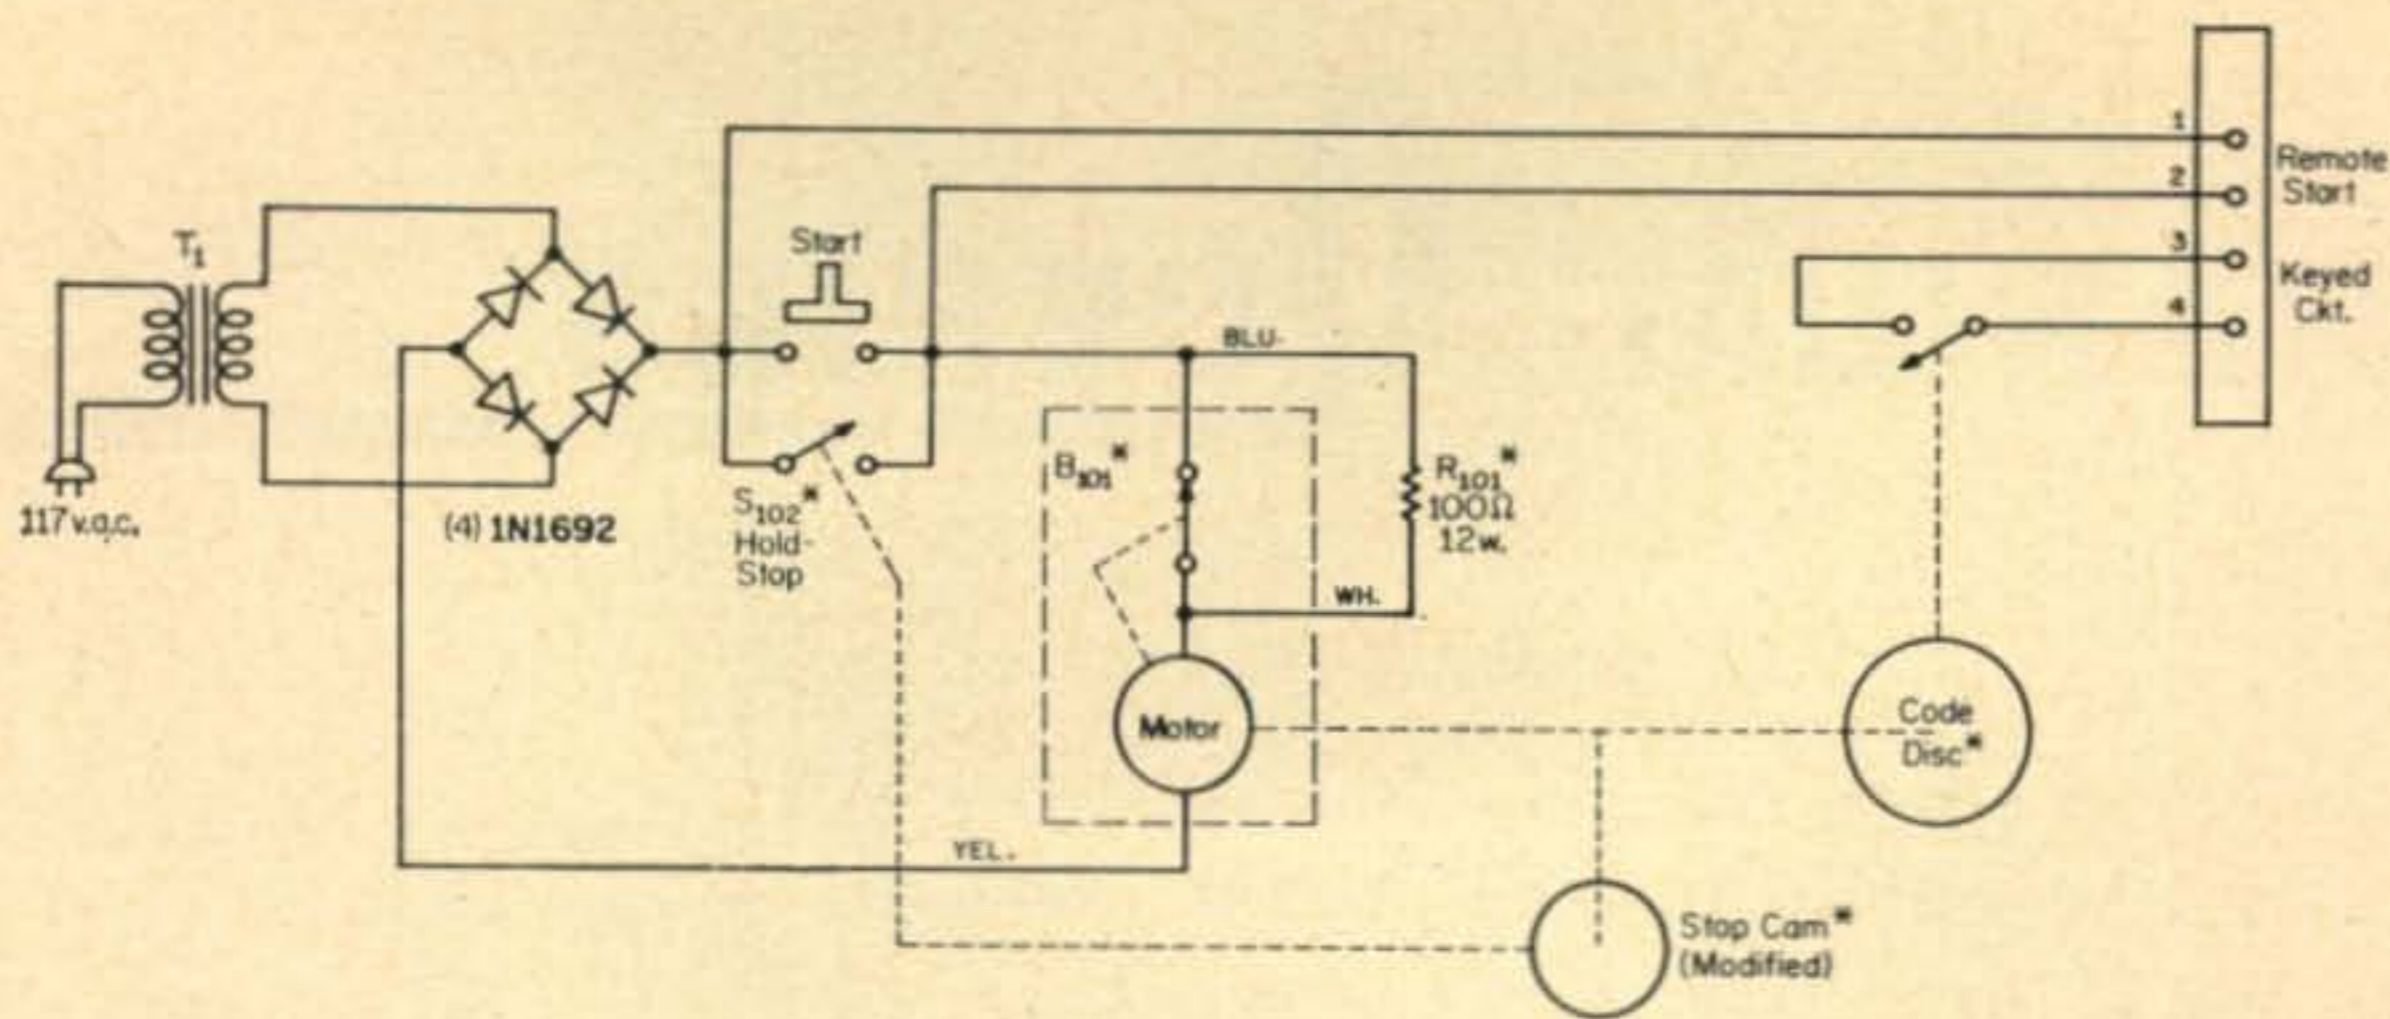 T1
117 v.a.c.
(4) 1N1692
Start
S102*
Hold-
Stop
BLU-
B101*
R101*
100Ω
12w.
WH.
Motor
YEL.
1
2
3
4
Remote
Start
Keyed
Ckt.
Code
Disc*
Stop Cam*
(Modified)